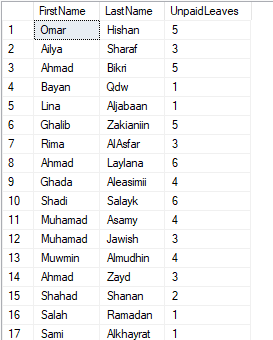 FirstName LastName UnpaidLeaves
1 Omar Hishan 5
2 Ailya Sharaf 3
3 Ahmad Bikri 5
4 Bayan Qdw 1
5 Lina Aljabaan 1
6 Ghalib Zakianiin 5
7 Rima AlAsfar 3
8 Ahmad Laylana 6
9 Ghada Aleasimii 4
10 Shadi Salayk 6
11 Muhamad Asamy 4
12 Muhamad Jawish 3
13 Muwmin Almudhin 4
14 Ahmad Zayd 3
15 Shahad Shanan 2
16 Salah Ramadan 1
17 Sami Alkhayrat 1